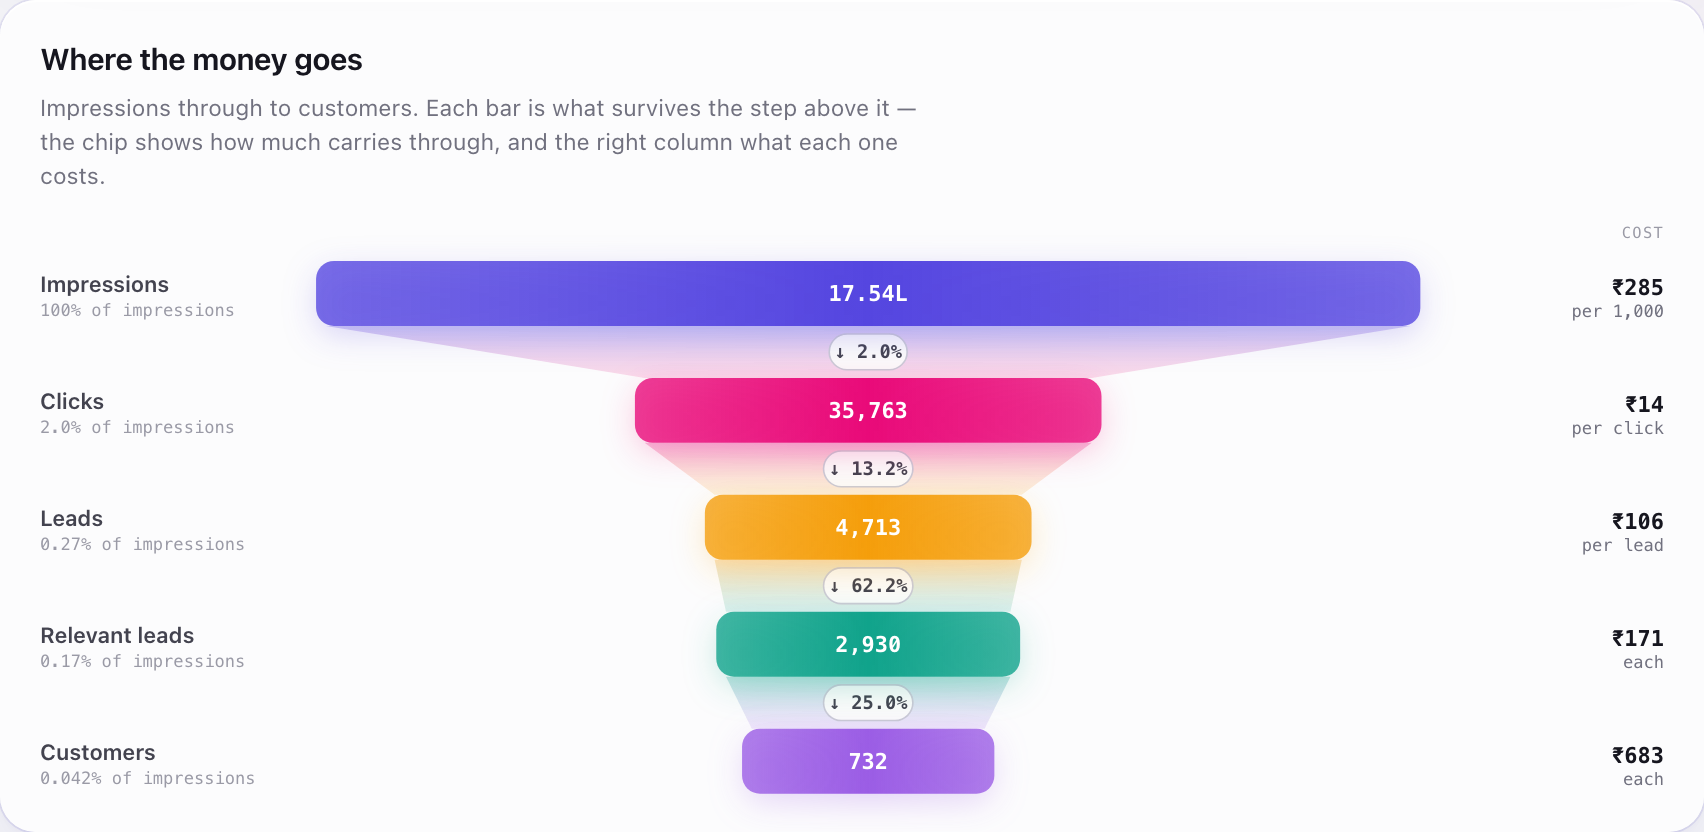 Where the money goes
Impressions through to customers. Each bar is what survives the step above it —
the chip shows how much carries through, and the right column what each one
costs.
COST
Impressions
100% of impressions
17.54L
₹285
per 1,000
↓ 2.0%
Clicks
2.0% of impressions
35,763
₹14
per click
↓ 13.2%
Leads
0.27% of impressions
4,713
₹106
per lead
↓ 62.2%
Relevant leads
0.17% of impressions
2,930
₹171
each
↓ 25.0%
Customers
0.042% of impressions
732
₹683
each